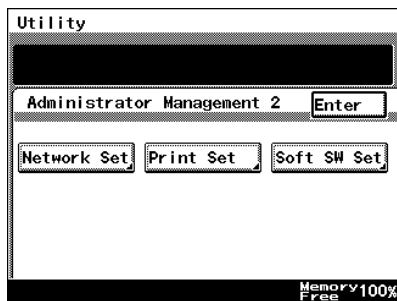 Utility
Administrator Management 2 Enter
Network Set Print Set Soft SW Set
Memory Free 100%